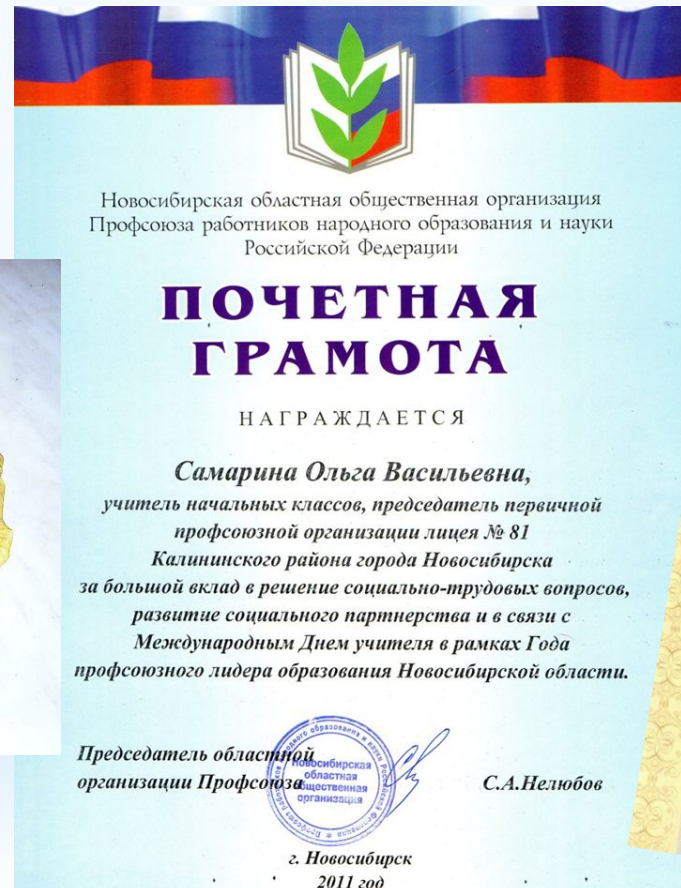 Новосибирская областная общественная организация
Профсоюза работников народного образования и науки
Российской Федерации
ПОЧЕТНАЯ
ГРАМОТА
НАГРАЖДАЕТСЯ
Самарина Ольга Васильевна,
учитель начальных классов, председатель первичной
профсоюзной организации лицея № 81
Калининского района города Новосибирска
за большой вклад в решение социально-трудовых вопросов,
развитие социального партнерства и в связи с
Международным Днем учителя в рамках Года
профсоюзного лидера образования Новосибирской области.
Председатель областной
организации Профсоюза
С.А.Нелюбов
Новосибирская
областная
общественная
организация
г. Новосибирск
2011 год